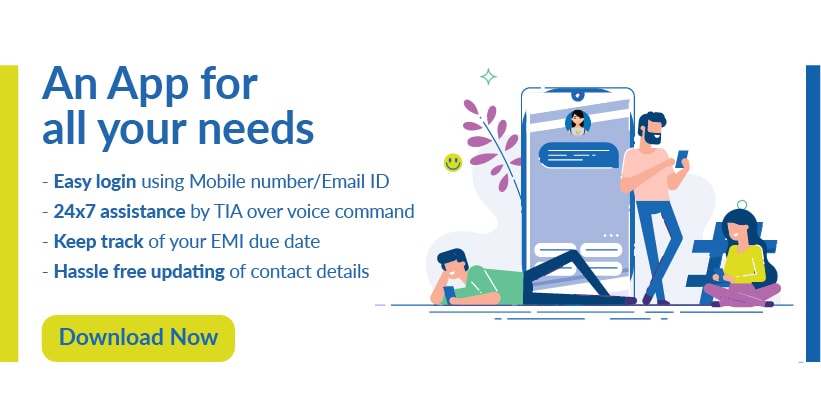 An App for
all your needs
- Easy login using Mobile number/Email ID
- 24x7 assistance by TIA over voice command
- Keep track of your EMI due date
- Hassle free updating of contact details
Download Now